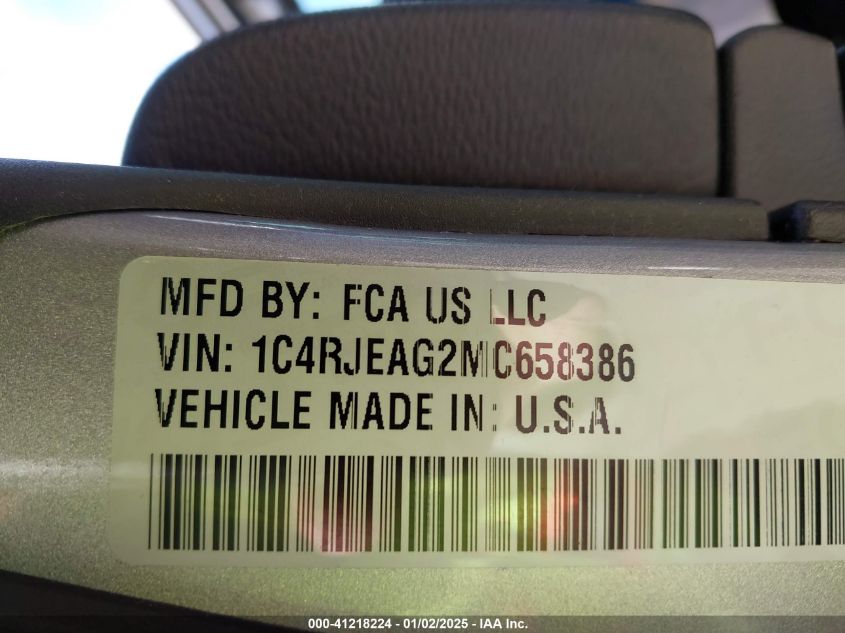 MFD BY: FCA US LLC
VIN: 1C4RJEAG2MC658386
VEHICLE MADE IN: U.S.A.
000-41218224 - 01/02/2025 - IAA Inc.